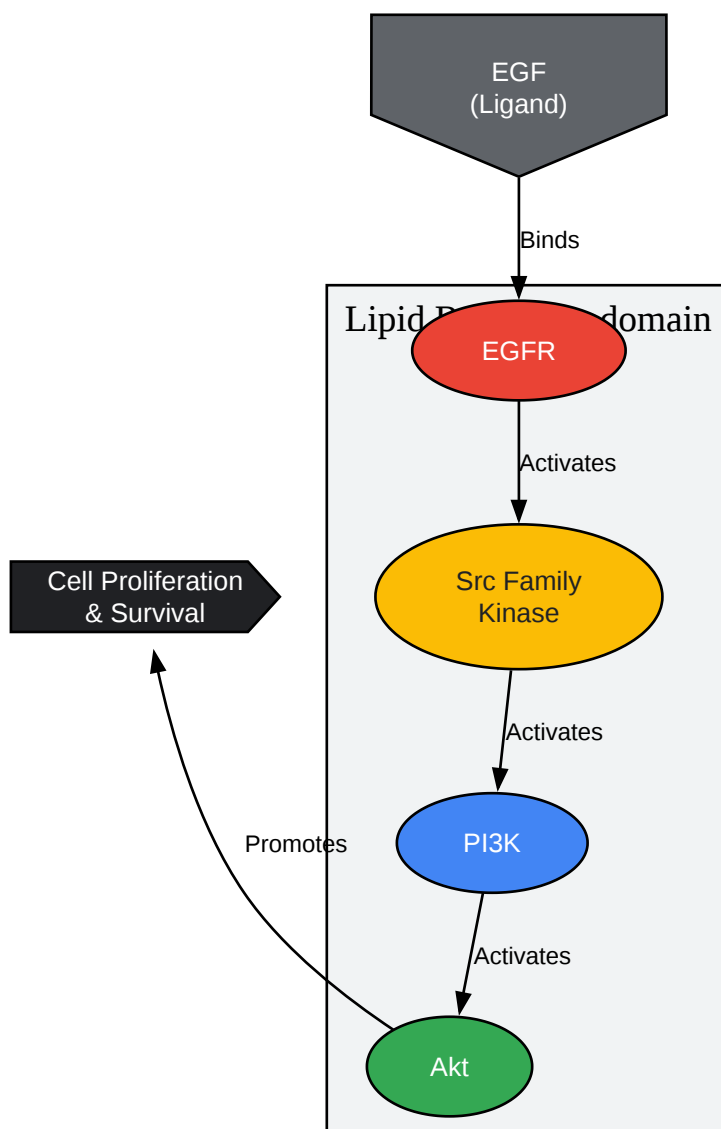 EGF
(Ligand)
Binds
Lipid domain
EGFR
Activates
Src Family
Kinase
Cell Proliferation
& Survival
Activates
PI3K
Promotes
Activates
Akt